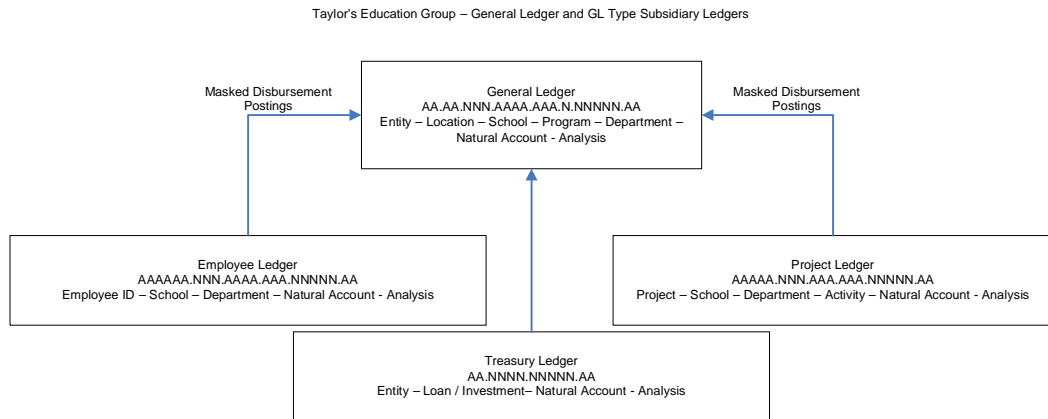 Taylor's Education Group – General Ledger and GL Type Subsidiary Ledgers
Masked Disbursement
Postings
General Ledger
AA.AA.NNN.AAAA.AAA.N.NNNNN.AA
Entity – Location – School – Program – Department –
Natural Account - Analysis
Masked Disbursement
Postings
Employee Ledger
AAAAAA.NNN.AAAA.AAA.NNNNN.AA
Employee ID – School – Department – Natural Account - Analysis
Project Ledger
AAAAA.NNN.AAA.AAA.NNNNN.AA
Project – School – Department – Activity – Natural Account - Analysis
Treasury Ledger
AA.NNNN.NNNNN.AA
Entity – Loan / Investment– Natural Account - Analysis